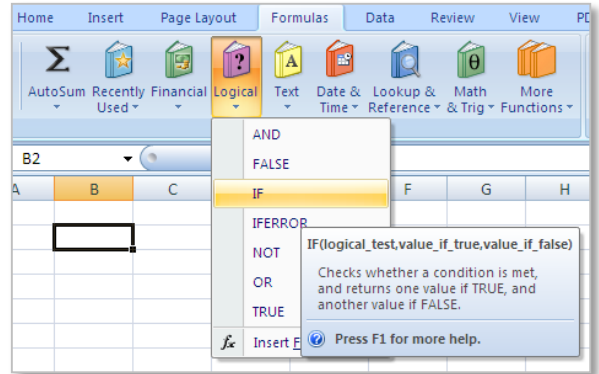 Home Insert Page Layout Formulas Data Review View
Σ ? A θ
AutoSum Recently Used Financial Logical Text Date & Time Lookup & Reference Math & Trig More Functions
B2
A B C F G H
AND
FALSE
IF
IFERROR
NOT
OR
TRUE
fx Insert F
IF(logical_test,value_if_true,value_if_false)
Checks whether a condition is met,
and returns one value if TRUE, and
another value if FALSE.
? Press F1 for more help.